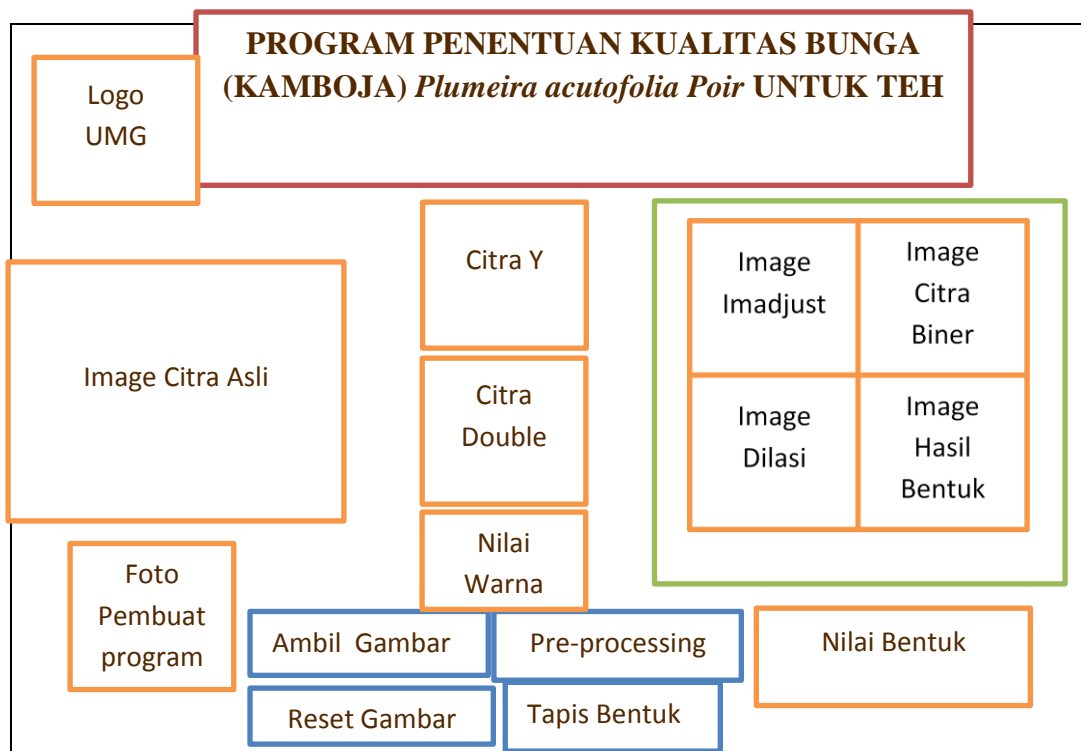 PROGRAM PENENTUAN KUALITAS BUNGA
(KAMBOJA) Plumeira acutofolia Poir UNTUK TEH
Logo
UMG
Image Citra Asli
Foto
Pembuat
program
Citra Y
Citra
Double
Nilai
Warna
Image
Imadjust
Image
Citra
Biner
Image
Dilasi
Image
Hasil
Bentuk
Ambil Gambar
Pre-processing
Nilai Bentuk
Reset Gambar
Tapis Bentuk